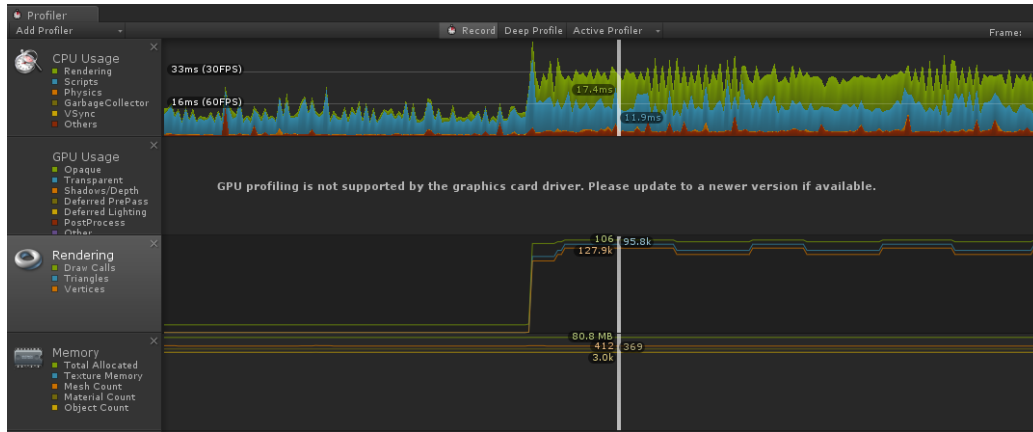 Profiler
Add Profiler
Record Deep Profile Active Profiler
Frame:
CPU Usage
Rendering
Scripts
Physics
GarbageCollector
VSync
Others
33ms (30FPS)
16ms (60FPS)
17.4ms
11.9ms
GPU Usage
Opaque
Transparent
Shadows/Depth
Deferred PrePass
Deferred Lighting
PostProcess
Other
GPU profiling is not supported by the graphics card driver. Please update to a newer version if available.
Rendering
Draw Calls
Triangles
Vertices
106
95.8k
127.9k
Memory
Total Allocated
Texture Memory
Mesh Count
Material Count
Object Count
80.8 MB
412
369
3.0k